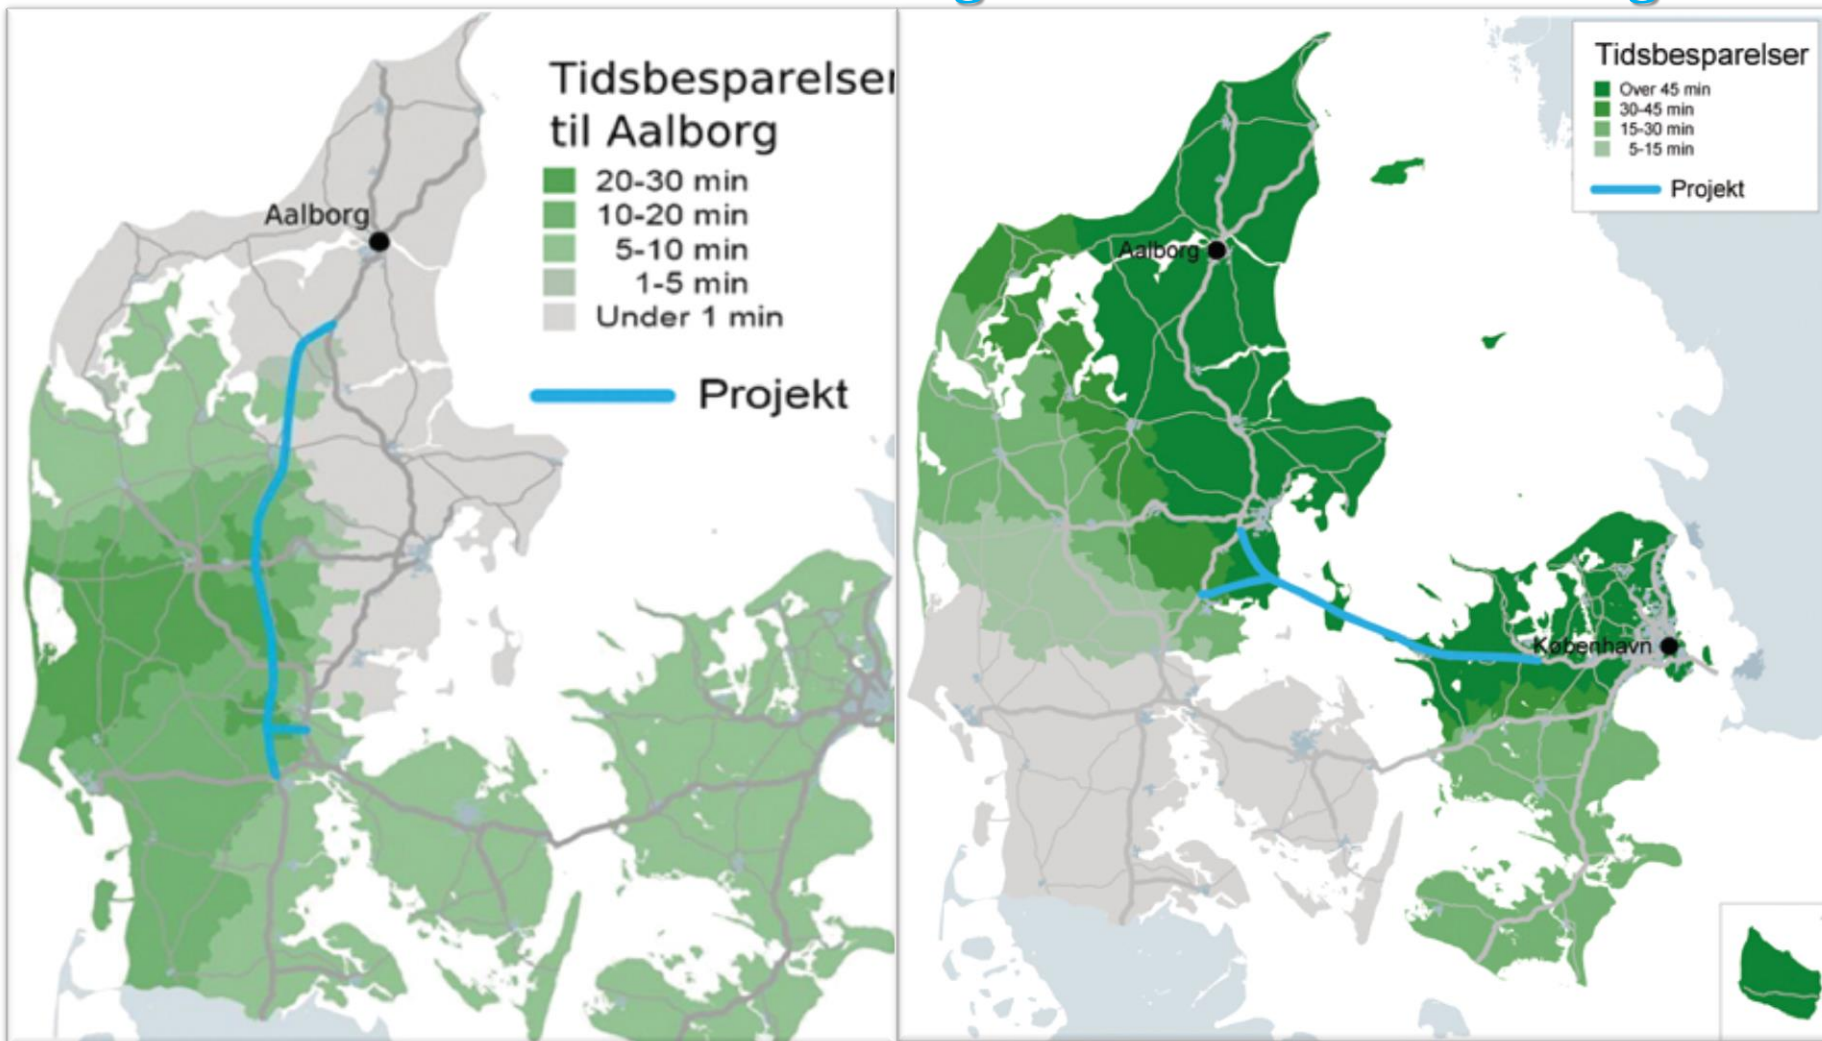 Tidsbesparelser
til Aalborg
20-30 min
10-20 min
5-10 min
1-5 min
Under 1 min
Projekt
Aalborg
Tidsbesparelser
Over 45 min
30-45 min
15-30 min
5-15 min
Projekt
Aalborg
København